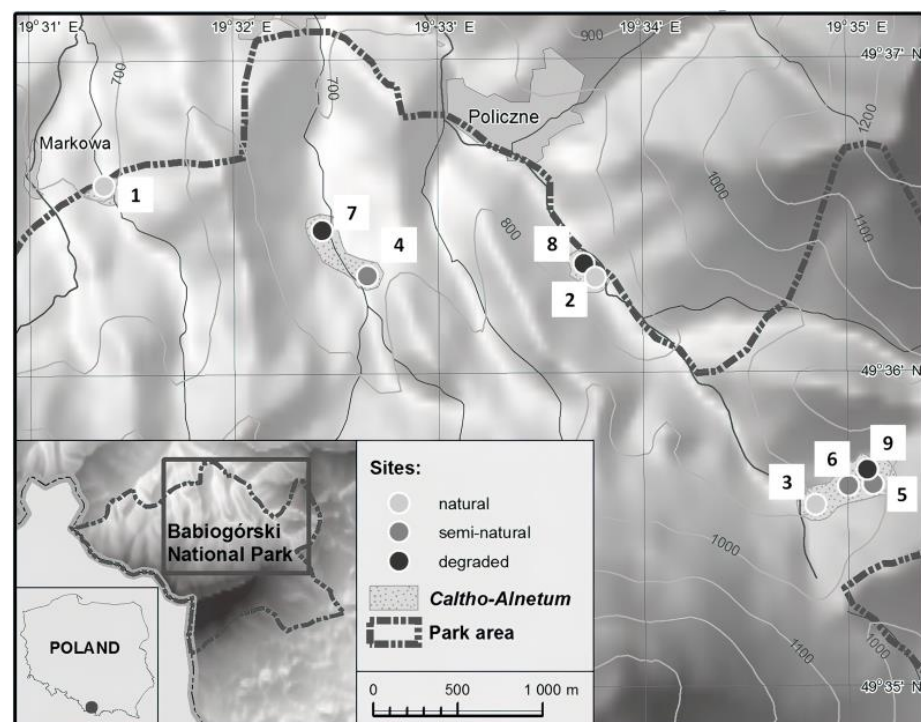 19° 31' E
19° 32' E
19° 33' E
19° 34' E
19° 35' E
49° 37' N
900
700
700
Policzne
Markowa
1200
1000
1100
1
7
4
800
8
2
49° 36' N
9
6
3
5
Sites:
natural
semi-natural
degraded
Caltho-Alnetum
Park area
0 500 1 000 m
Babiogórski
National Park
POLAND
1000
1100
1000
49° 35' N